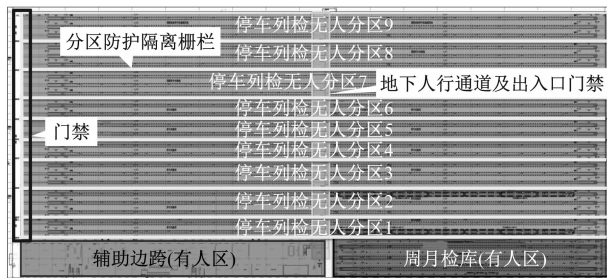 停车列检无人分区9
分区防护隔离栅栏
停车列检无人分区8
停车列检无人分区7
地下人行通道及出入口门禁
停车列检无人分区6
门禁
停车列检无人分区5
停车列检无人分区4
停车列检无人分区3
停车列检无人分区2
停车列检无人分区1
辅助边跨(有人区)
周月检库(有人区)